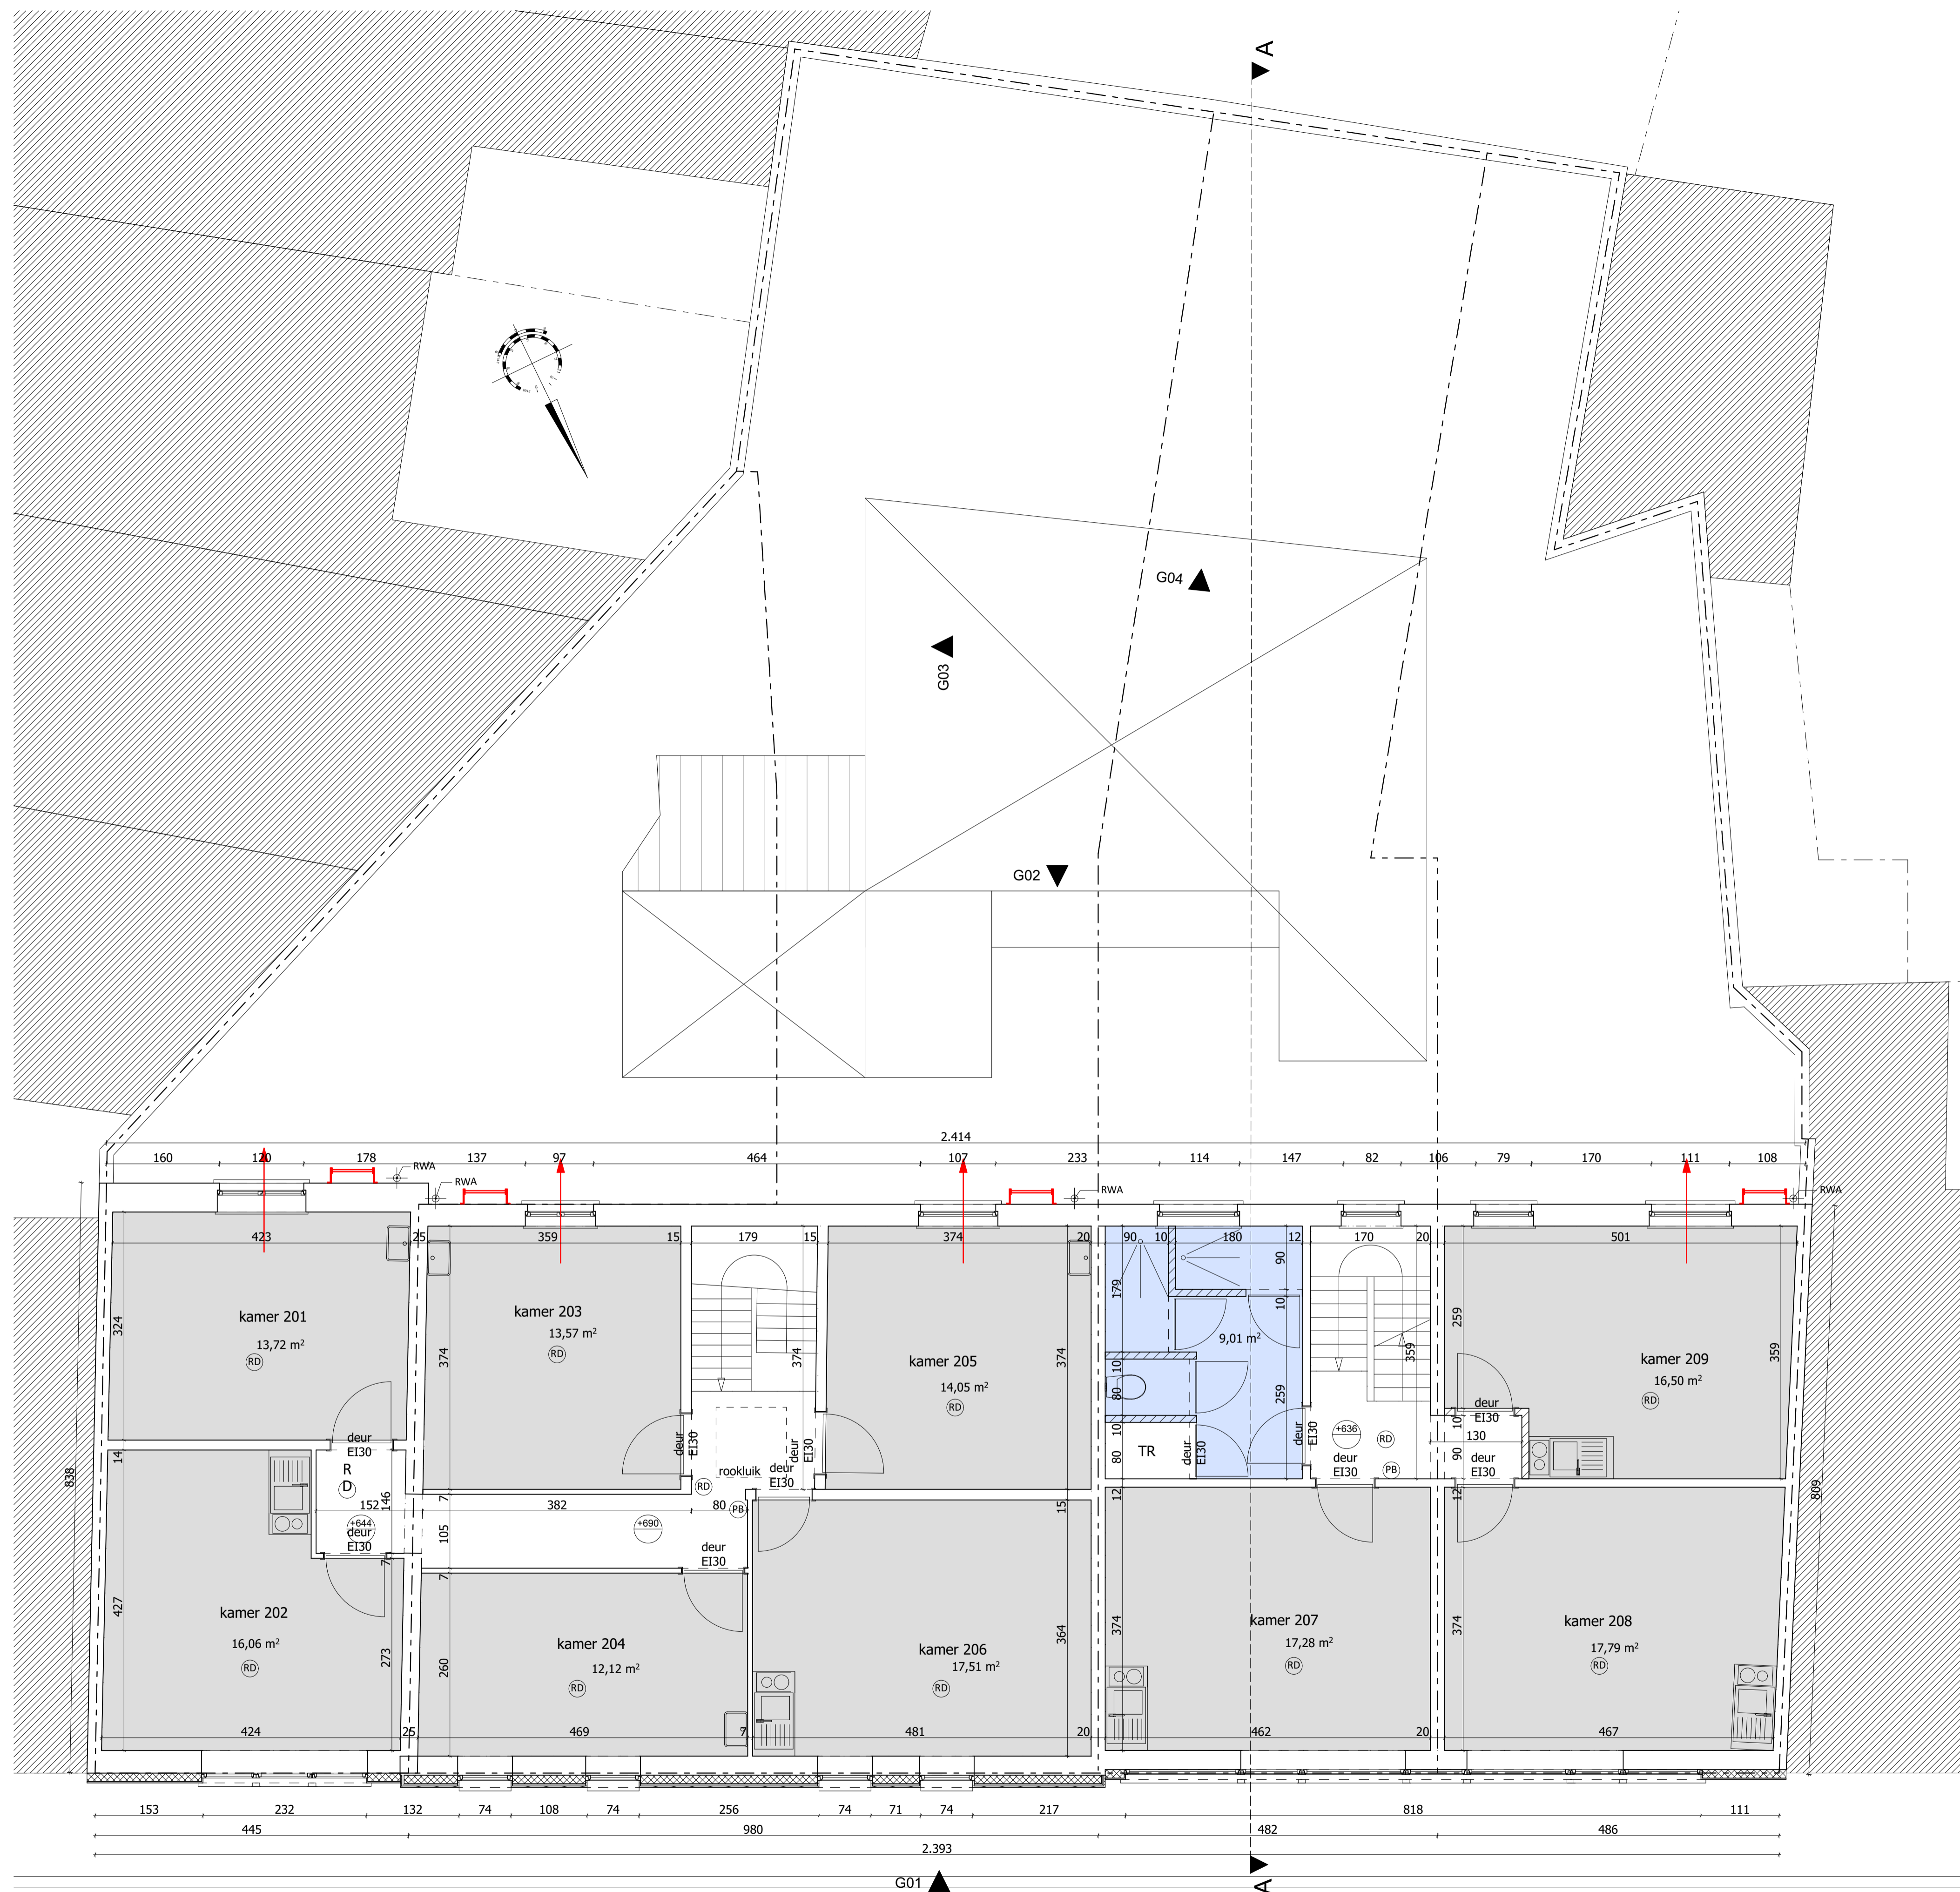 A
G04
G03
G02
2.414
160 120 178 137 97 464 107 233 114 147 82 106 79 170 111 108
RWA
RWA
RWA
RWA
423 25 359 15 179 15 374 20 90 10 180 12 170 20 501
kamer 201
13,72 m²
RD
324
kamer 203
13,57 m²
RD
374
374
kamer 205
14,05 m²
RD
374
179
90
10
9,01 m²
10
80
10
80
259
TR
359
259
kamer 209
16,50 m²
RD
359
deur
EI30
deur
EI30
deur
EI30
deur
EI30
deur
EI30
deur
EI30
rookluik
RD
PB
+636
RD
deur
EI30
PB
deur
EI30
10
130
90
deur
EI30
838
14
R
D
152
146
+644
deur
EI30
7
7
382
80
105
+690
7
deur
EI30
15
12
12
809
427
kamer 202
16,06 m²
RD
273
260
kamer 204
12,12 m²
RD
kamer 206
17,51 m²
RD
364
374
kamer 207
17,28 m²
RD
374
kamer 208
17,79 m²
RD
424 25 469 7 481 20 462 20 467
153 232 132 74 108 74 256 74 71 74 217 818 111
445 980 482 486
2.393
G01
A